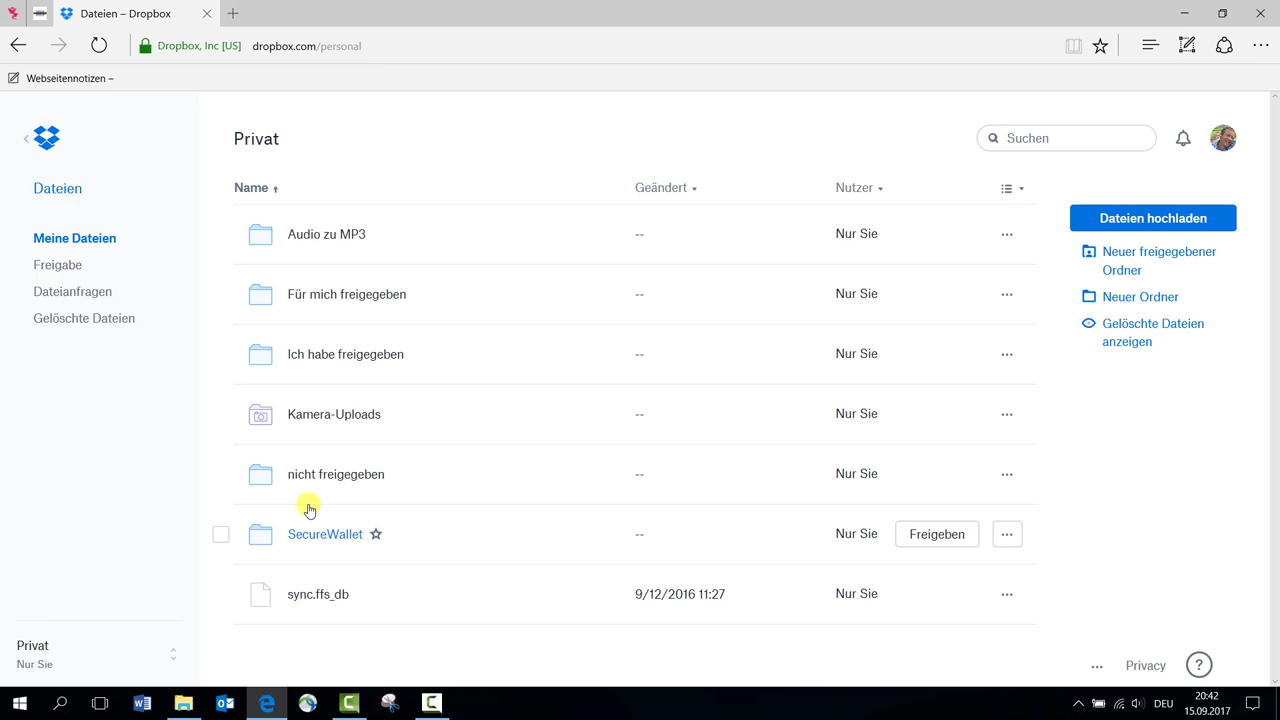 Dateien – Dropbox
Dropbox, Inc [US] dropbox.com/personal
Webseitennotizen –
Privat
Suchen
Dateien
Name Geändert Nutzer
Dateien hochladen
Meine Dateien
Freigabe
Dateianfragen
Gelöschte Dateien
Audio zu MP3 -- Nur Sie
Neuer freigegebener
Ordner
Neuer Ordner
Gelöschte Dateien
anzeigen
Für mich freigegeben -- Nur Sie
Ich habe freigegeben -- Nur Sie
Kamera-Uploads -- Nur Sie
nicht freigegeben -- Nur Sie
SecureWallet -- Nur Sie Freigeben
sync.ffs_db 9/12/2016 11:27 Nur Sie
Privat
Nur Sie
Privacy ?
DEU
20:42
15.09.2017